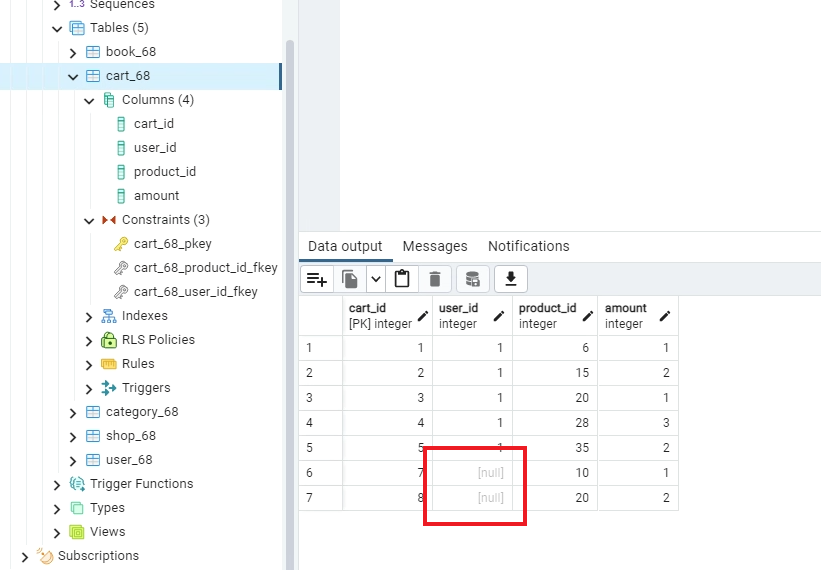 1..3 Sequences
Tables (5)
book_68
cart_68
Columns (4)
cart_id
user_id
product_id
amount
Constraints (3)
cart_68_pkey
cart_68_product_id_fkey
cart_68_user_id_fkey
Indexes
RLS Policies
Rules
Triggers
category_68
shop_68
user_68
Trigger Functions
Types
Views
Subscriptions
Data output Messages Notifications
cart_id user_id product_id amount
[PK] integer integer integer integer
1 1 1 6 1
2 2 1 15 2
3 3 1 20 1
4 4 1 28 3
5 5 1 35 2
6 7 [null] 10 1
7 8 [null] 20 2